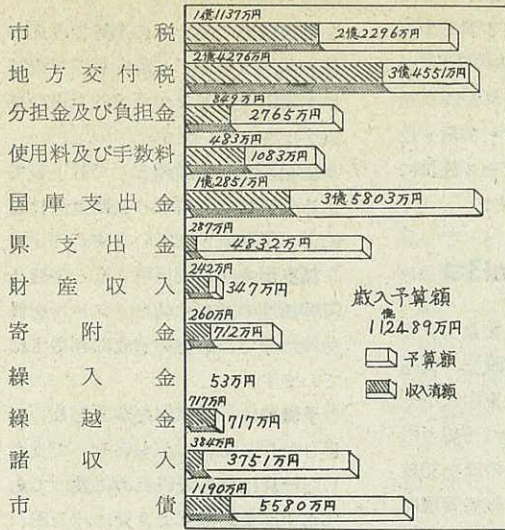 1億1137万円
市税 2億2296万円
2億4276万円
地方交付税 3億4551万円
849万円
分担金及び負担金 2765万円
483万円
使用料及び手数料 1083万円
1億2851万円
国庫支出金 3億5803万円
287万円
県支出金 4832万円
242万円
財産収入 347万円
260万円
寄附金 712万円
繰入金 53万円
717万円
繰越金 717万円
384万円
諸収入 3751万円
1190万円
市債 5580万円
歳入予算額
億
112489万円
予算額
収入済額